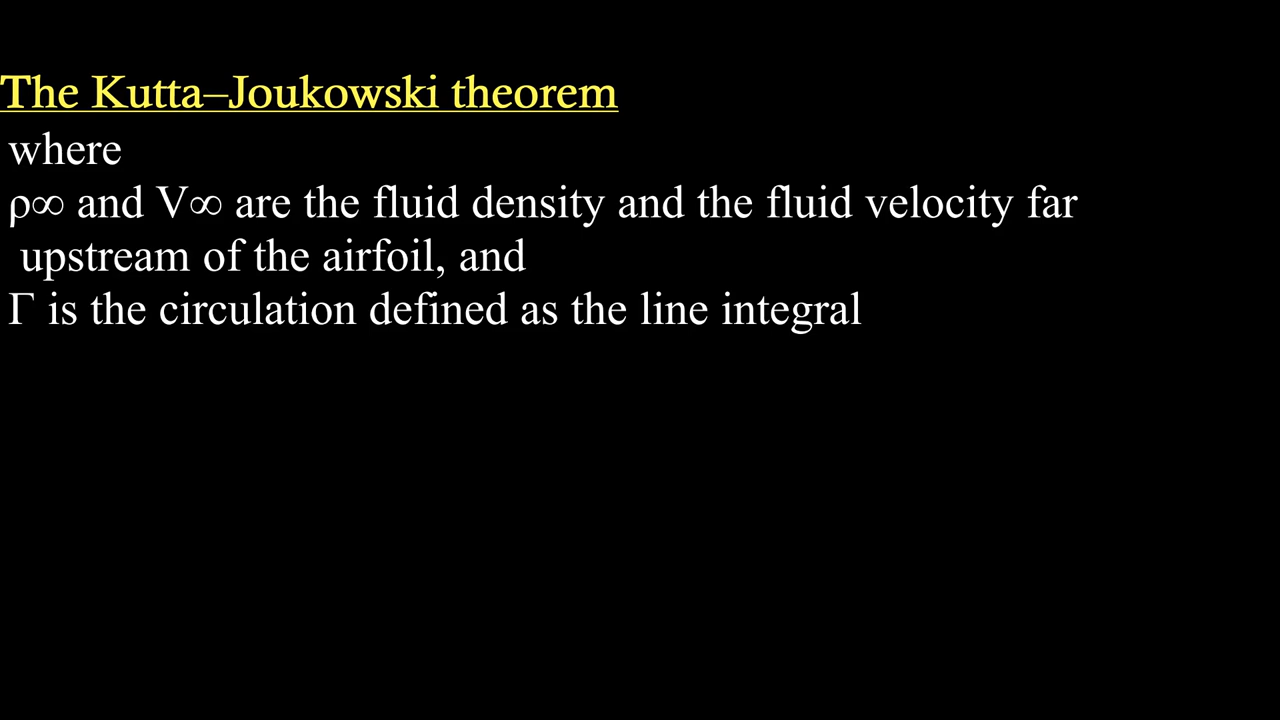 The Kutta–Joukowski theorem
where
ρ∞ and V∞ are the fluid density and the fluid velocity far
upstream of the airfoil, and
Γ is the circulation defined as the line integral